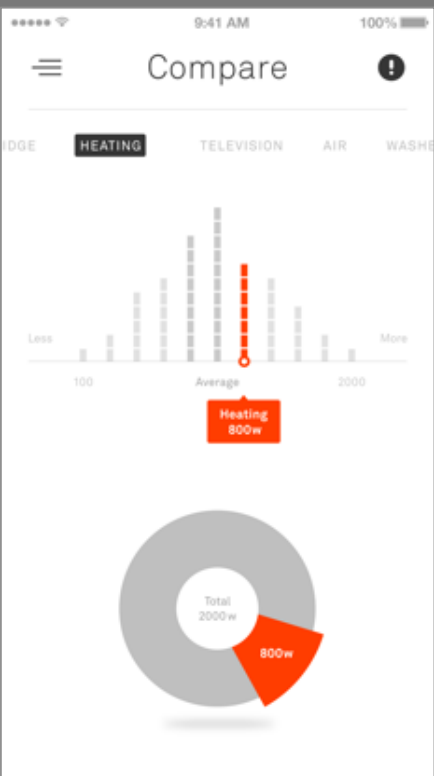 9:41 AM
100%
Compare
IDGE
HEATING
TELEVISION
AIR
WASHE
Less
More
100
Average
2000
Heating
800w
Total
2000w
800w